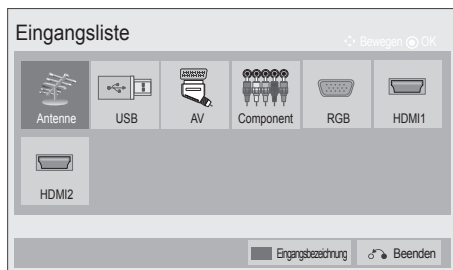 Eingangsliste
Bewegen OK
Antenne USB AV Component RGB HDMI1
HDMI2
Eingangsbezeichnung Beenden